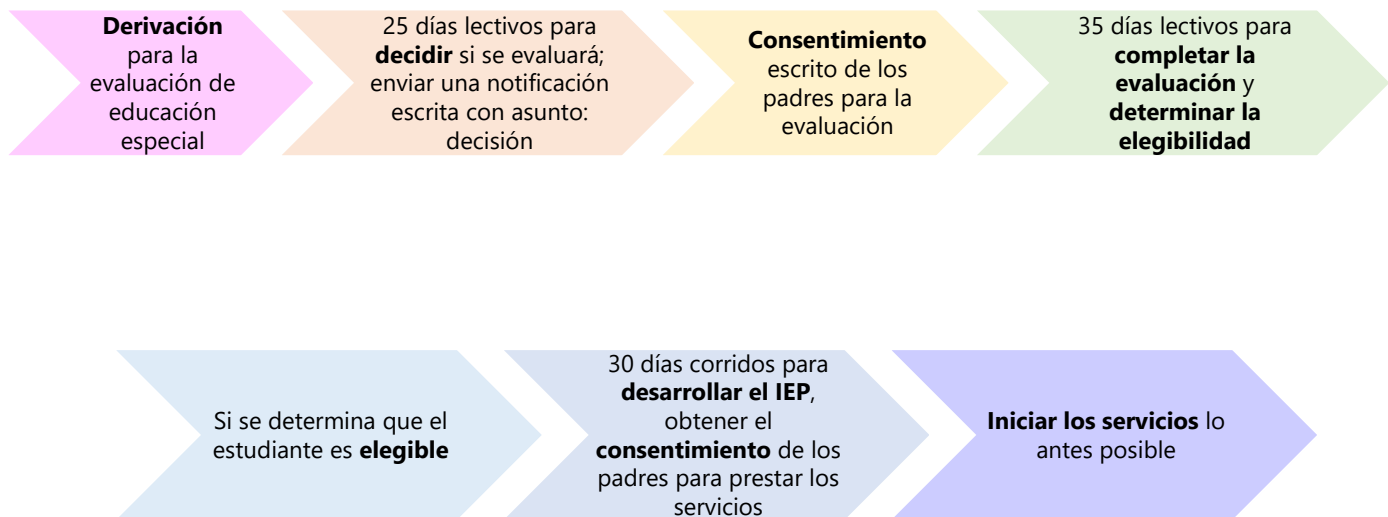 Derivación
para la
evaluación de
educación
especial
25 días lectivos para
decidir si se evaluará;
enviar una notificación
escrita con asunto:
decisión
Consentimiento
escrito de los
padres para la
evaluación
35 días lectivos para
completar la
evaluación y
determinar la
elegibilidad
Si se determina que el
estudiante es elegible
30 días corridos para
desarrollar el IEP,
obtener el
consentimiento de los
padres para prestar los
servicios
Iniciar los servicios lo
antes posible